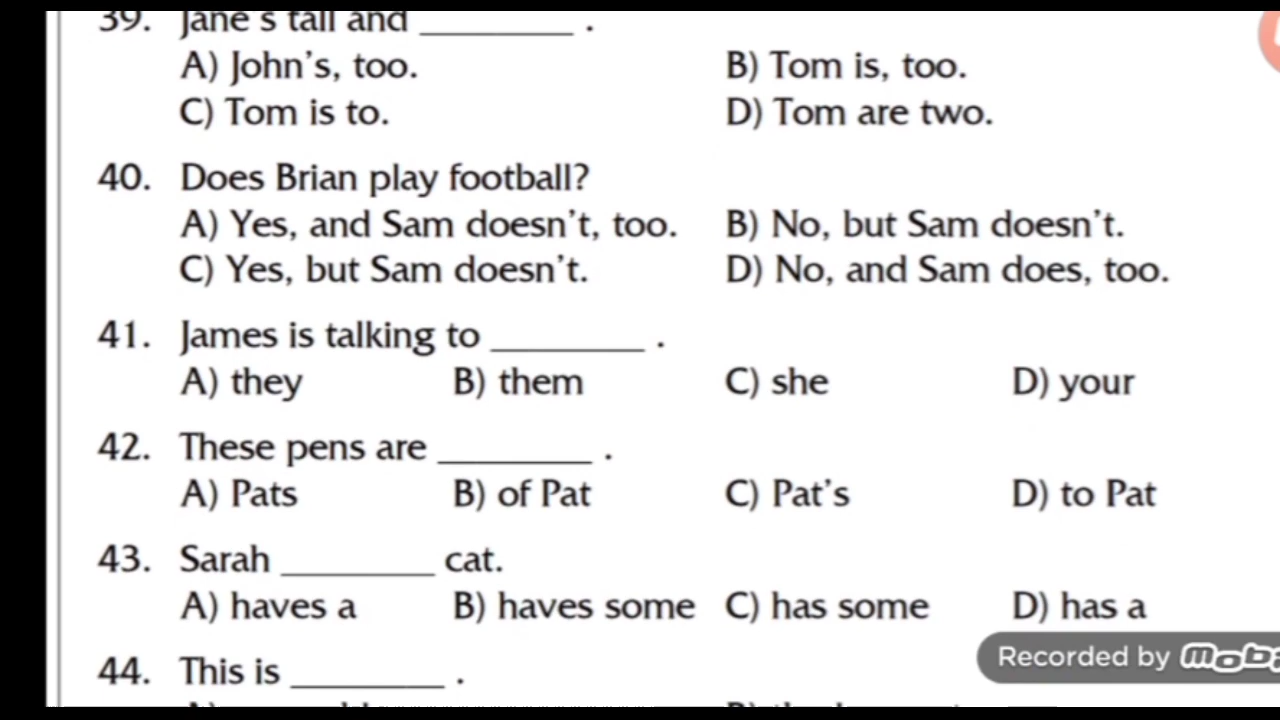 39. Jane's tall and ________ .
A) John's, too. B) Tom is, too.
C) Tom is to. D) Tom are two.
40. Does Brian play football?
A) Yes, and Sam doesn't, too. B) No, but Sam doesn't.
C) Yes, but Sam doesn't. D) No, and Sam does, too.
41. James is talking to ________ .
A) they B) them C) she D) your
42. These pens are ________ .
A) Pats B) of Pat C) Pat's D) to Pat
43. Sarah ________ cat.
A) haves a B) haves some C) has some D) has a
Recorded by
44. This is ________ .